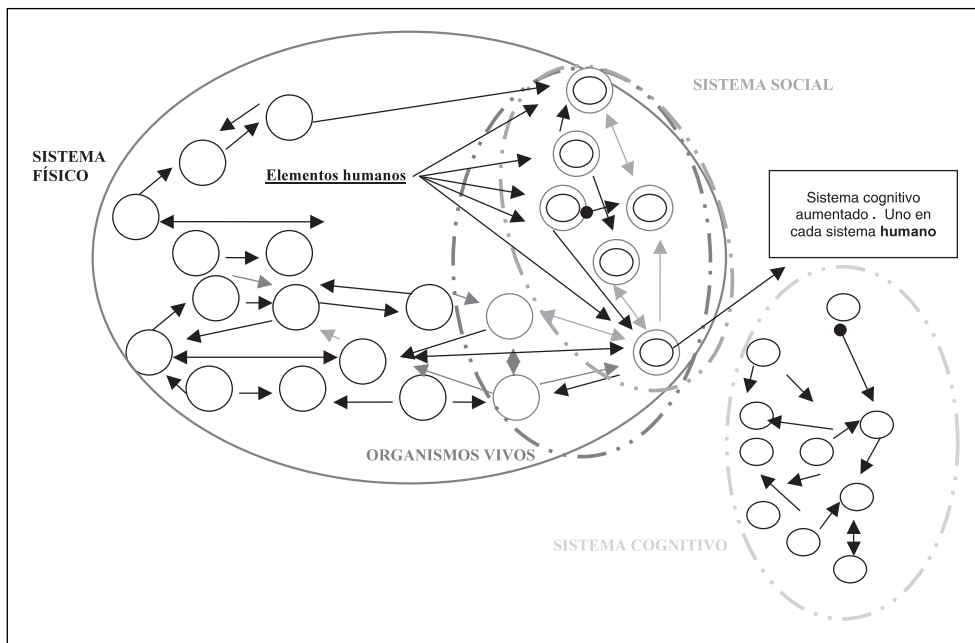 SISTEMA SOCIAL
SISTEMA
FÍSICO
Elementos humanos
Sistema cognitivo
aumentado . Uno en
cada sistema humano
ORGANISMOS VIVOS
SISTEMA COGNITIVO